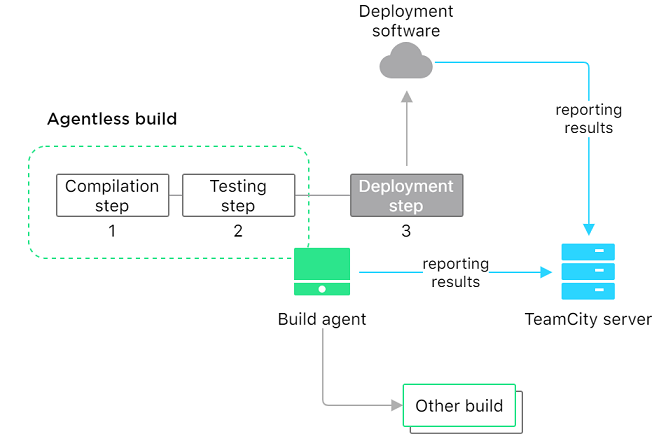 Deployment
software
reporting
results
Agentless build
Compilation
step
Testing
step
Deployment
step
1
2
3
reporting
results
Build agent
TeamCity server
Other build